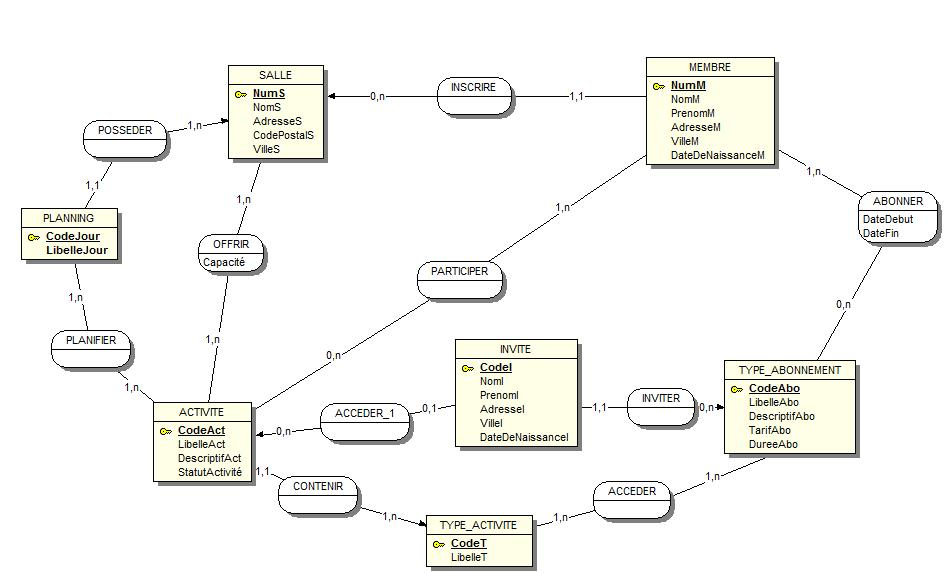 MEMBRE
NumM
NomM
PrenomM
AdresseM
VilleM
DateDeNaissanceM
SALLE
NumS
NomS
AdresseS
CodePostalS
VilleS
INSCRIRE
0,n
1,1
POSSEDER
1,n
1,1
PLANNING
CodeJour
LibelleJour
1,n
OFFRIR
Capacité
1,n
1,n
ABONNER
DateDebut
DateFin
1,n
PARTICIPER
0,n
1,n
PLANIFIER
1,n
1,n
0,n
INVITE
CodeI
NomI
PrenomI
AdresseI
VilleI
DateDeNaissanceI
TYPE_ABONNEMENT
CodeAbo
LibelleAbo
DescriptifAbo
TarifAbo
DureeAbo
INVITER
1,1
0,n
ACTIVITE
CodeAct
LibelleAct
DescriptifAct
StatutActivité
ACCEDER_1
0,1
0,n
1,1
CONTENIR
1,n
ACCEDER
1,n
1,n
TYPE_ACTIVITE
CodeT
LibelleT